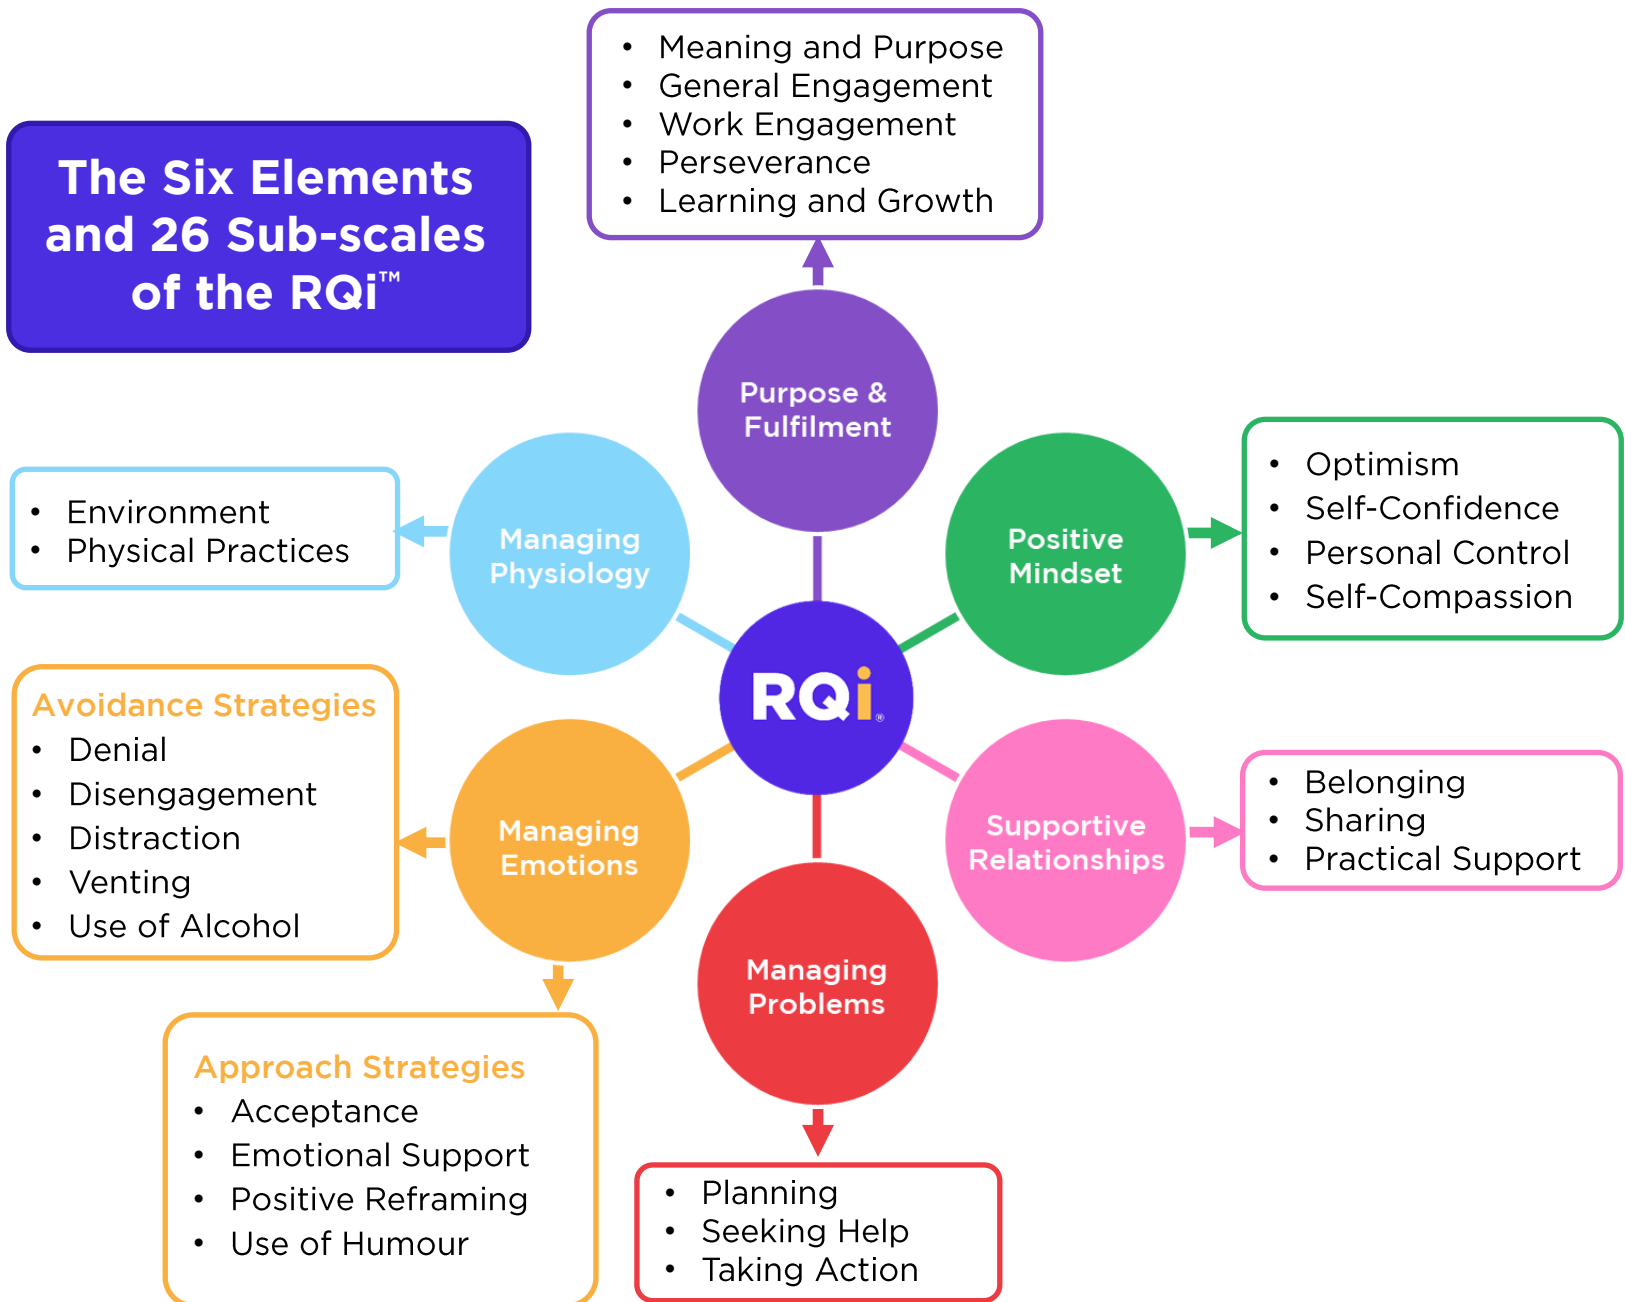 • Meaning and Purpose
• General Engagement
• Work Engagement
• Perseverance
• Learning and Growth
The Six Elements
and 26 Sub-scales
of the RQi™
Purpose &
Fulfilment
Managing
Physiology
• Environment
• Physical Practices
Positive
Mindset
• Optimism
• Self-Confidence
• Personal Control
• Self-Compassion
RQi®
Avoidance Strategies
• Denial
• Disengagement
• Distraction
• Venting
• Use of Alcohol
Managing
Emotions
Supportive
Relationships
• Belonging
• Sharing
• Practical Support
Managing
Problems
Approach Strategies
• Acceptance
• Emotional Support
• Positive Reframing
• Use of Humour
• Planning
• Seeking Help
• Taking Action